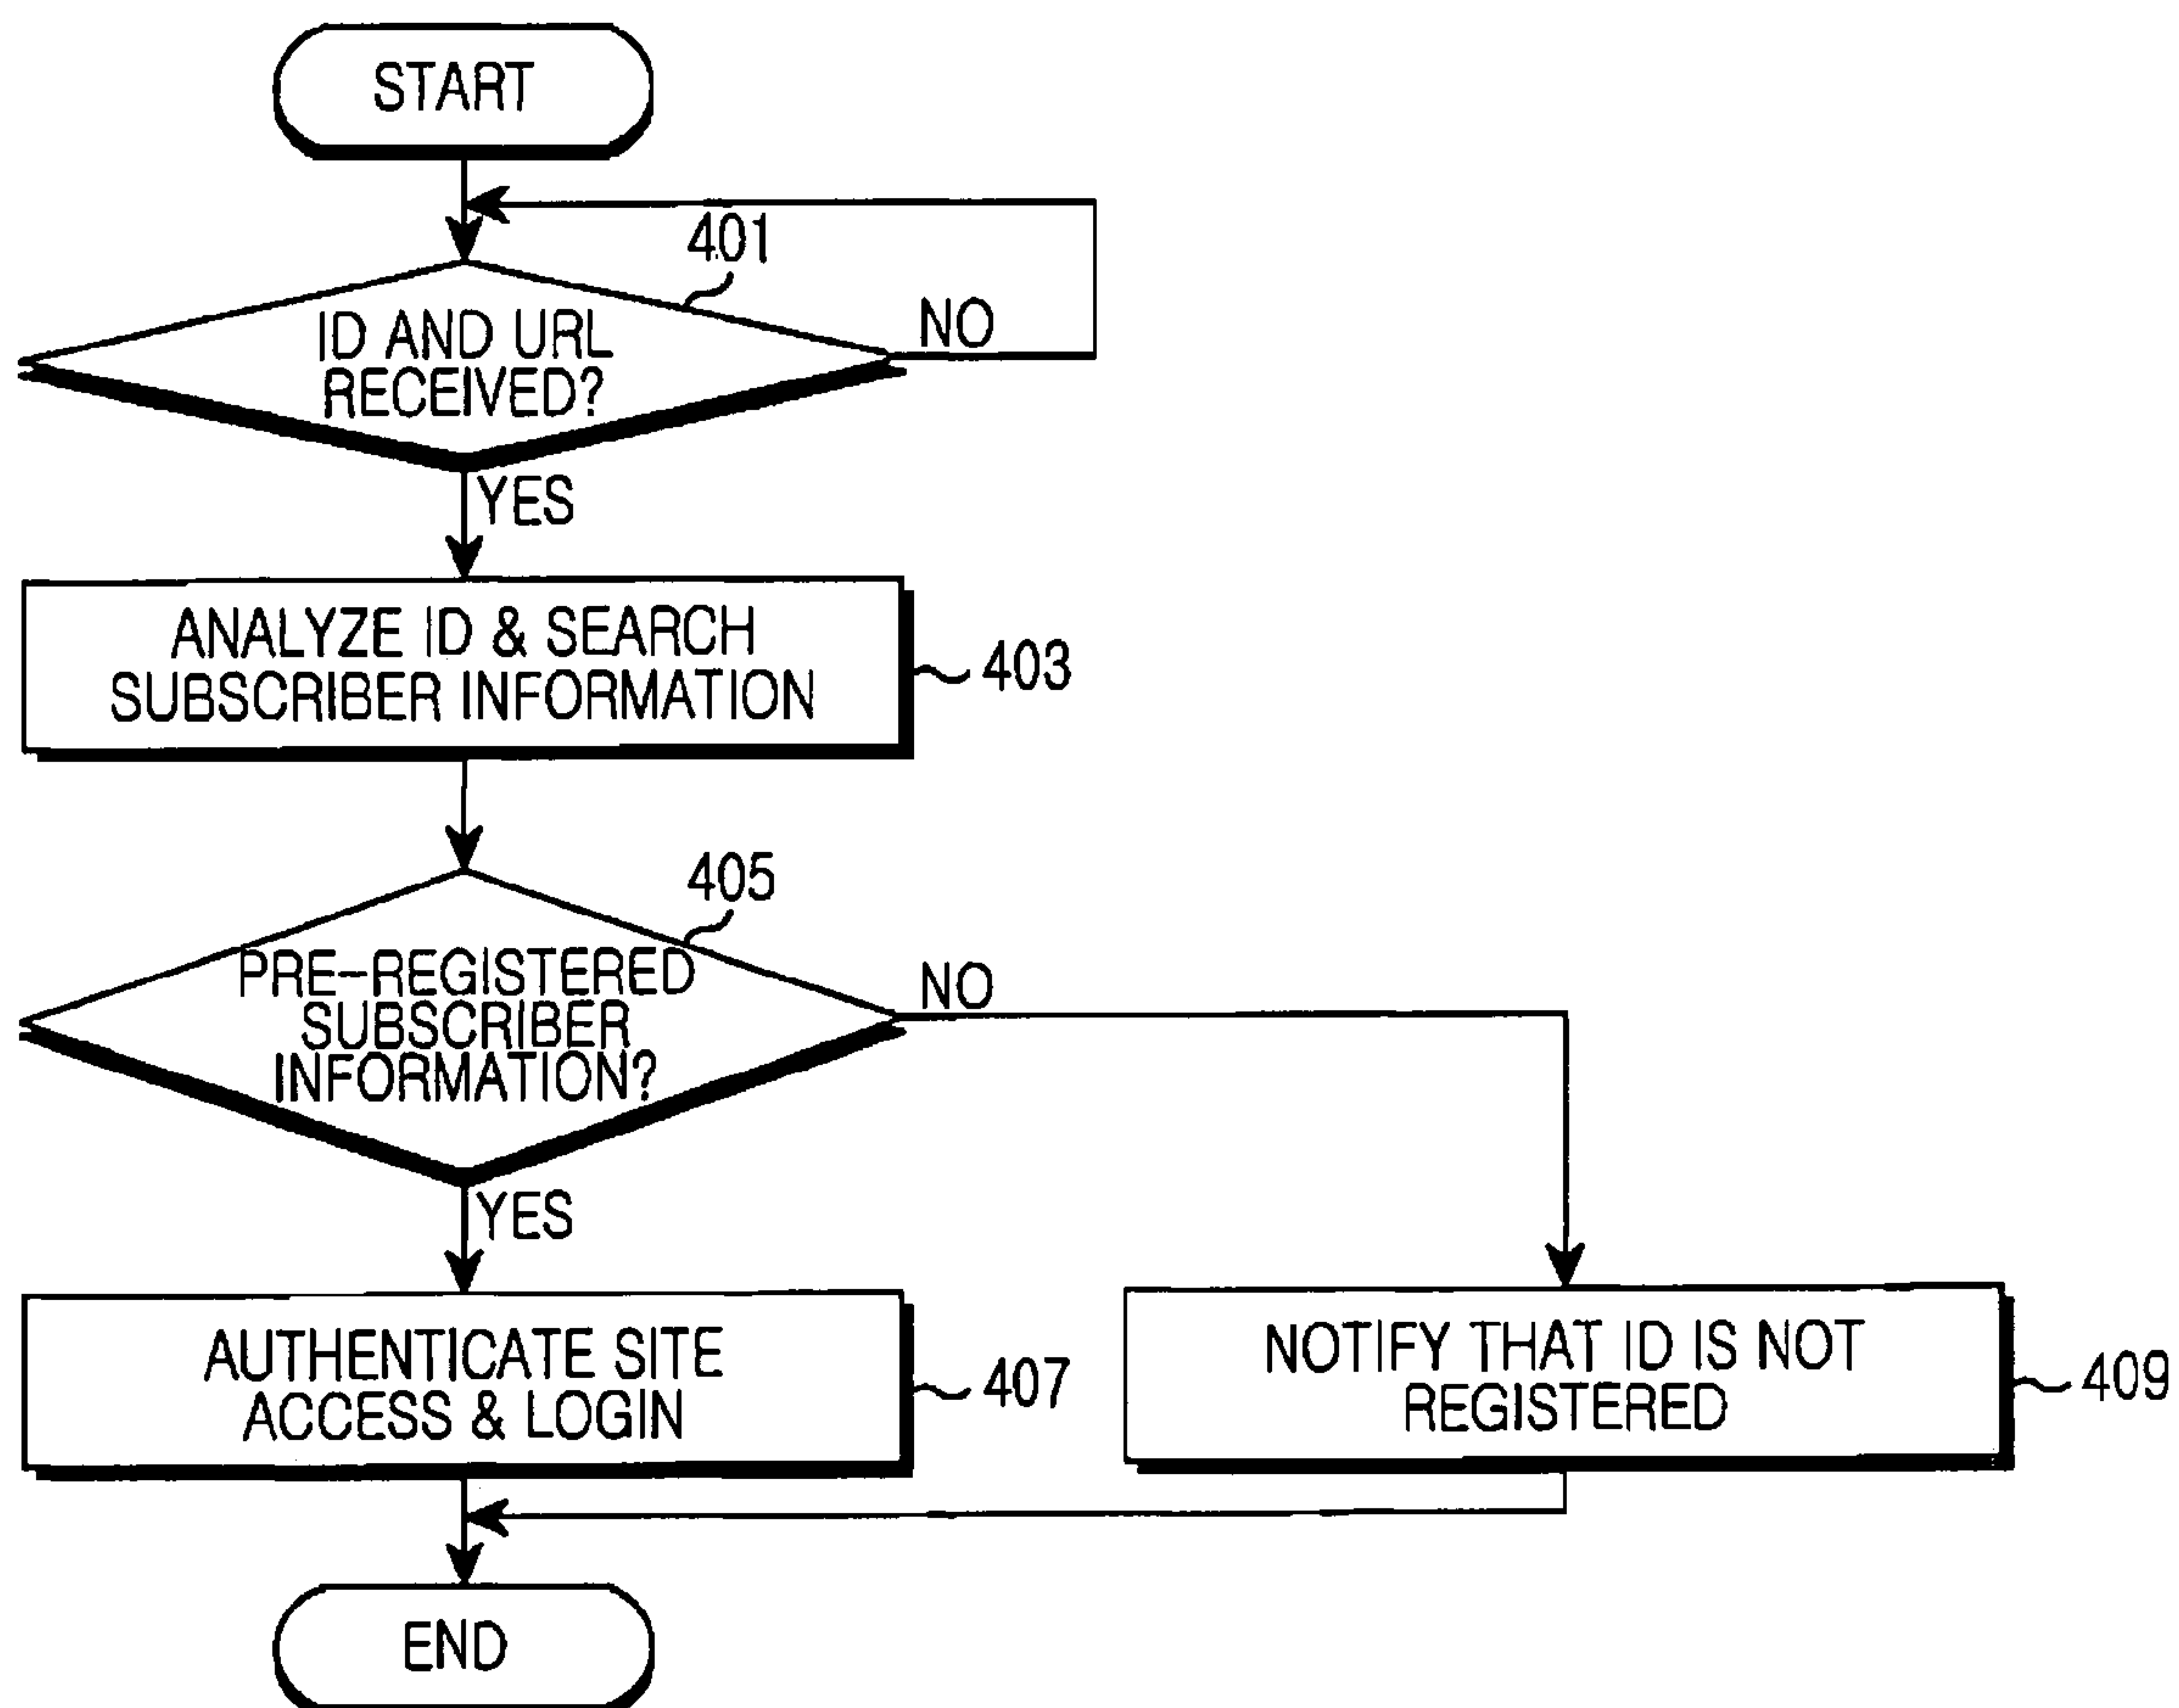 START
401
ID AND URL
RECEIVED?
NO
YES
ANALYZE ID & SEARCH
SUBSCRIBER INFORMATION
403
405
PRE-REGISTERED
SUBSCRIBER
INFORMATION?
NO
YES
AUTHENTICATE SITE
ACCESS & LOGIN
407
NOTIFY THAT ID IS NOT
REGISTERED
409
END